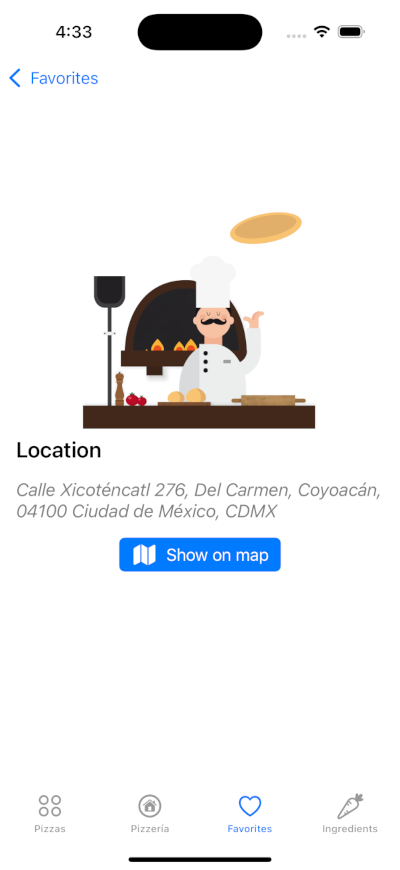 4:33
Favorites
Location
Calle Xicoténcatl 276, Del Carmen, Coyoacán,
04100 Ciudad de México, CDMX
Show on map
Pizzas
Pizzería
Favorites
Ingredients